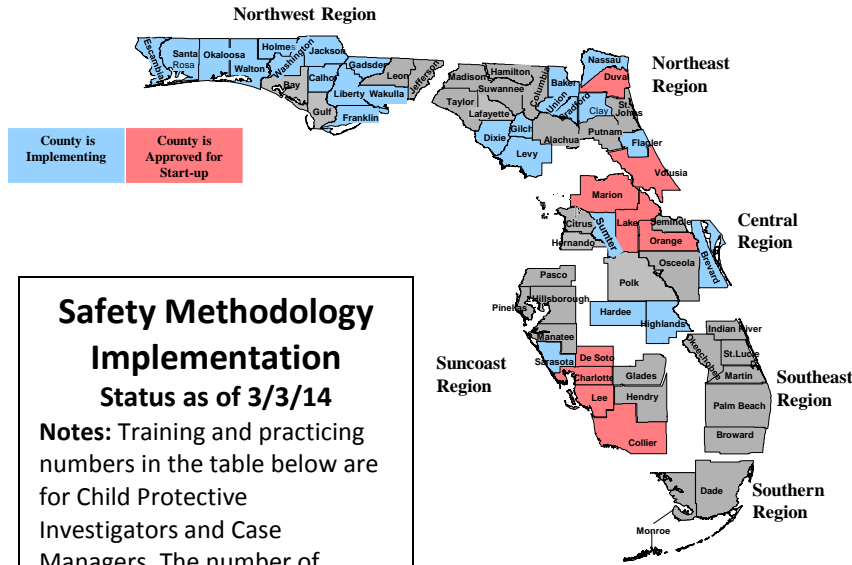 Northwest Region
Escambia
Santa
Rosa
Okaloosa
Walton
Holmes
Washington
Jackson
Bay
Calhou
Gulf
Gadsden
Liberty
Franklin
Leon
Wakulla
Jefferson
Madison
Taylor
Hamilton
Suwannee
Lafayette
Columbia
Dixie
Gilch
Levy
Baker
Union
Bradford
Alachua
Nassau
Duval
Clay
St.
Johns
Putnam
Flagler
Volusia
Northeast
Region
County is
Implementing
County is
Approved for
Start-up
Marion
Citrus
Hernando
Sumter
Lake
Seminole
Orange
Osceola
Brevard
Polk
Hardee
Highlands
Central
Region
Pasco
Pinellas
Hillsborough
Manatee
Sarasota
De Soto
Charlotte
Lee
Collier
Glades
Hendry
Suncoast
Region
Indian River
Okeechobee
St.Lucie
Martin
Palm Beach
Broward
Southeast
Region
Dade
Monroe
Southern
Region
Safety Methodology
Implementation
Status as of 3/3/14
Notes: Training and practicing
numbers in the table below are
for Child Protective
Investigators and Case
Managers. The number of